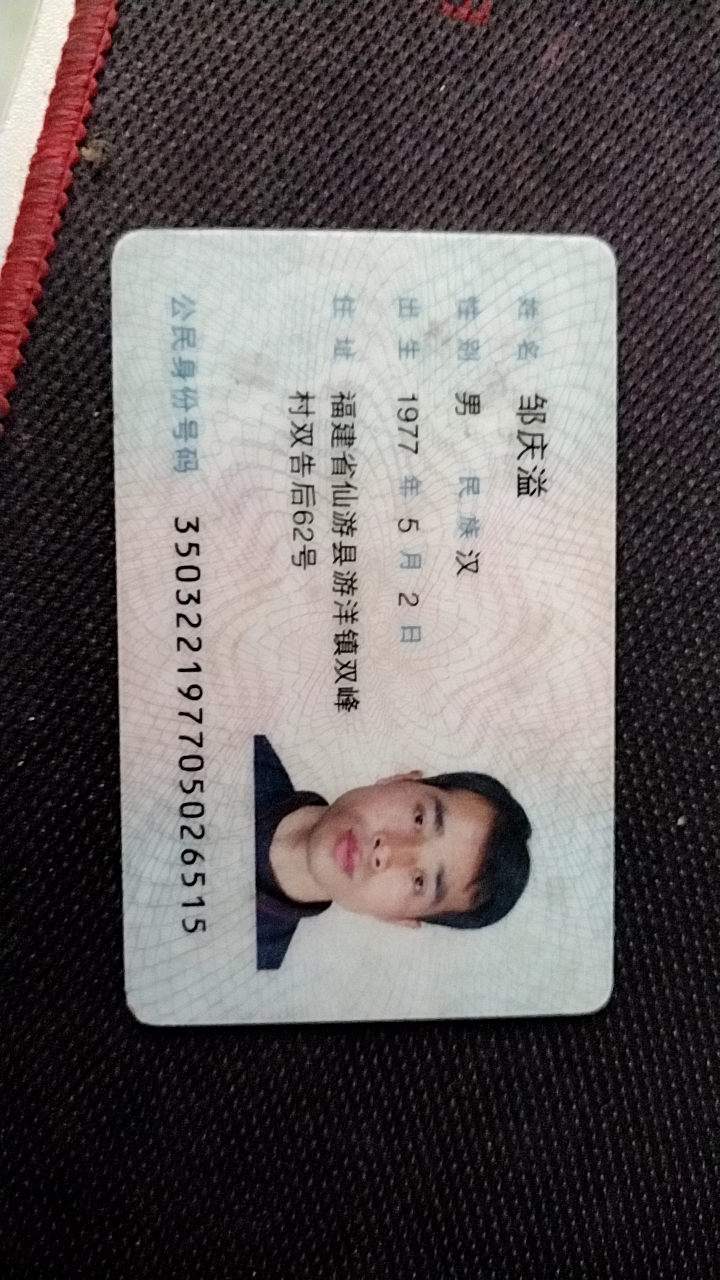 姓名 邹庆溢
性别 男 民族 汉
出生 1977 年 5 月 2 日
住址 福建省仙游县游洋镇双峰
村双告后62号
公民身份号码 350322197705026515